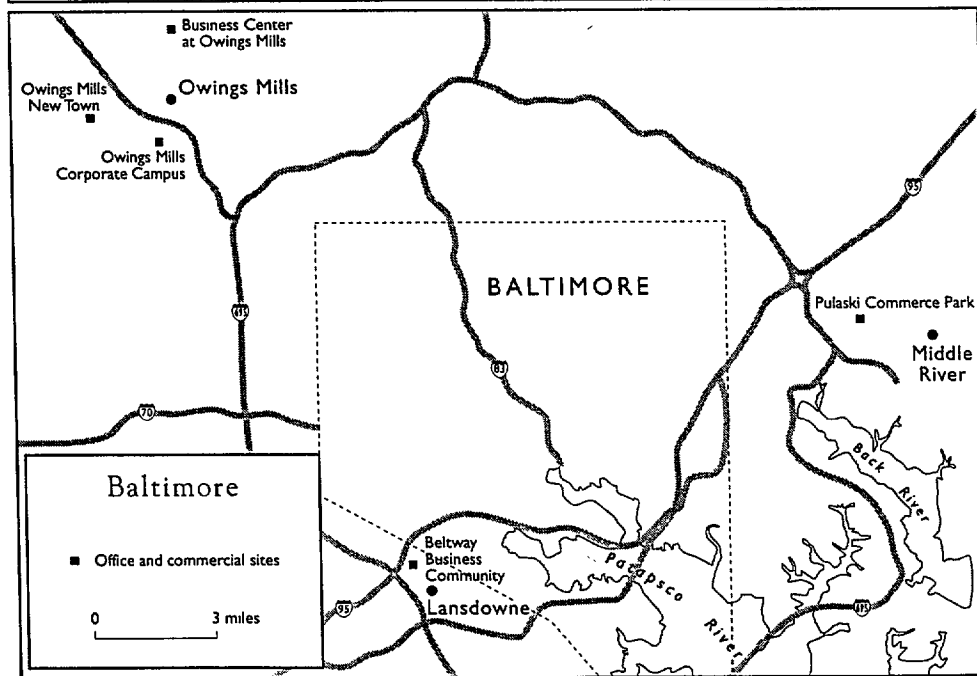 Business Center
at Owings Mills
Owings Mills
Owings Mills
New Town
Owings Mills
Corporate Campus
95
BALTIMORE
Pulaski Commerce Park
695
Middle
River
83
70
Back
River
Baltimore
Office and commercial sites
0 3 miles
Beltway
Business
Community
Patapsco
River
Lansdowne
95
695